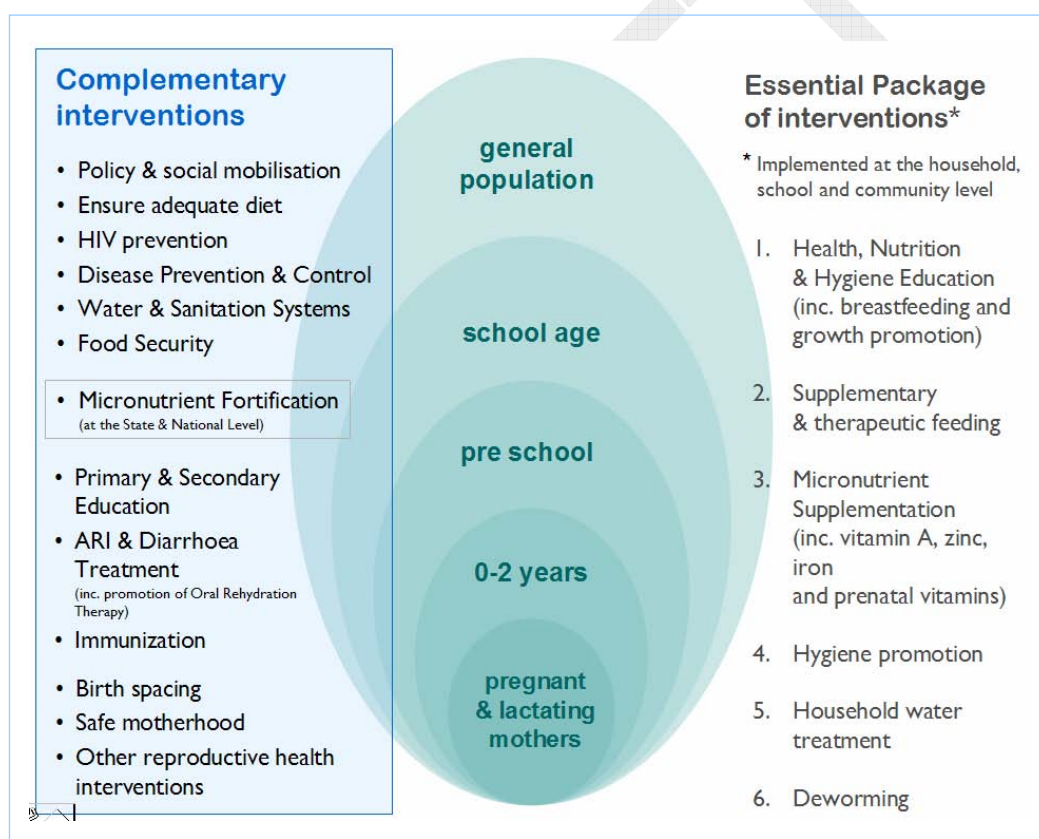 Complementary
interventions
• Policy & social mobilisation
• Ensure adequate diet
• HIV prevention
• Disease Prevention & Control
• Water & Sanitation Systems
• Food Security
• Micronutrient Fortification
(at the State & National Level)
• Primary & Secondary
Education
• ARI & Diarrhoea
Treatment
(inc. promotion of Oral Rehydration
Therapy)
• Immunization
• Birth spacing
• Safe motherhood
• Other reproductive health
interventions
general
population
school age
pre school
0-2 years
pregnant
& lactating
mothers
Essential Package
of interventions*
* Implemented at the household,
school and community level
1. Health, Nutrition
& Hygiene Education
(inc. breastfeeding and
growth promotion)
2. Supplementary
& therapeutic feeding
3. Micronutrient
Supplementation
(inc. vitamin A, zinc,
iron
and prenatal vitamins)
4. Hygiene promotion
5. Household water
treatment
6. Deworming